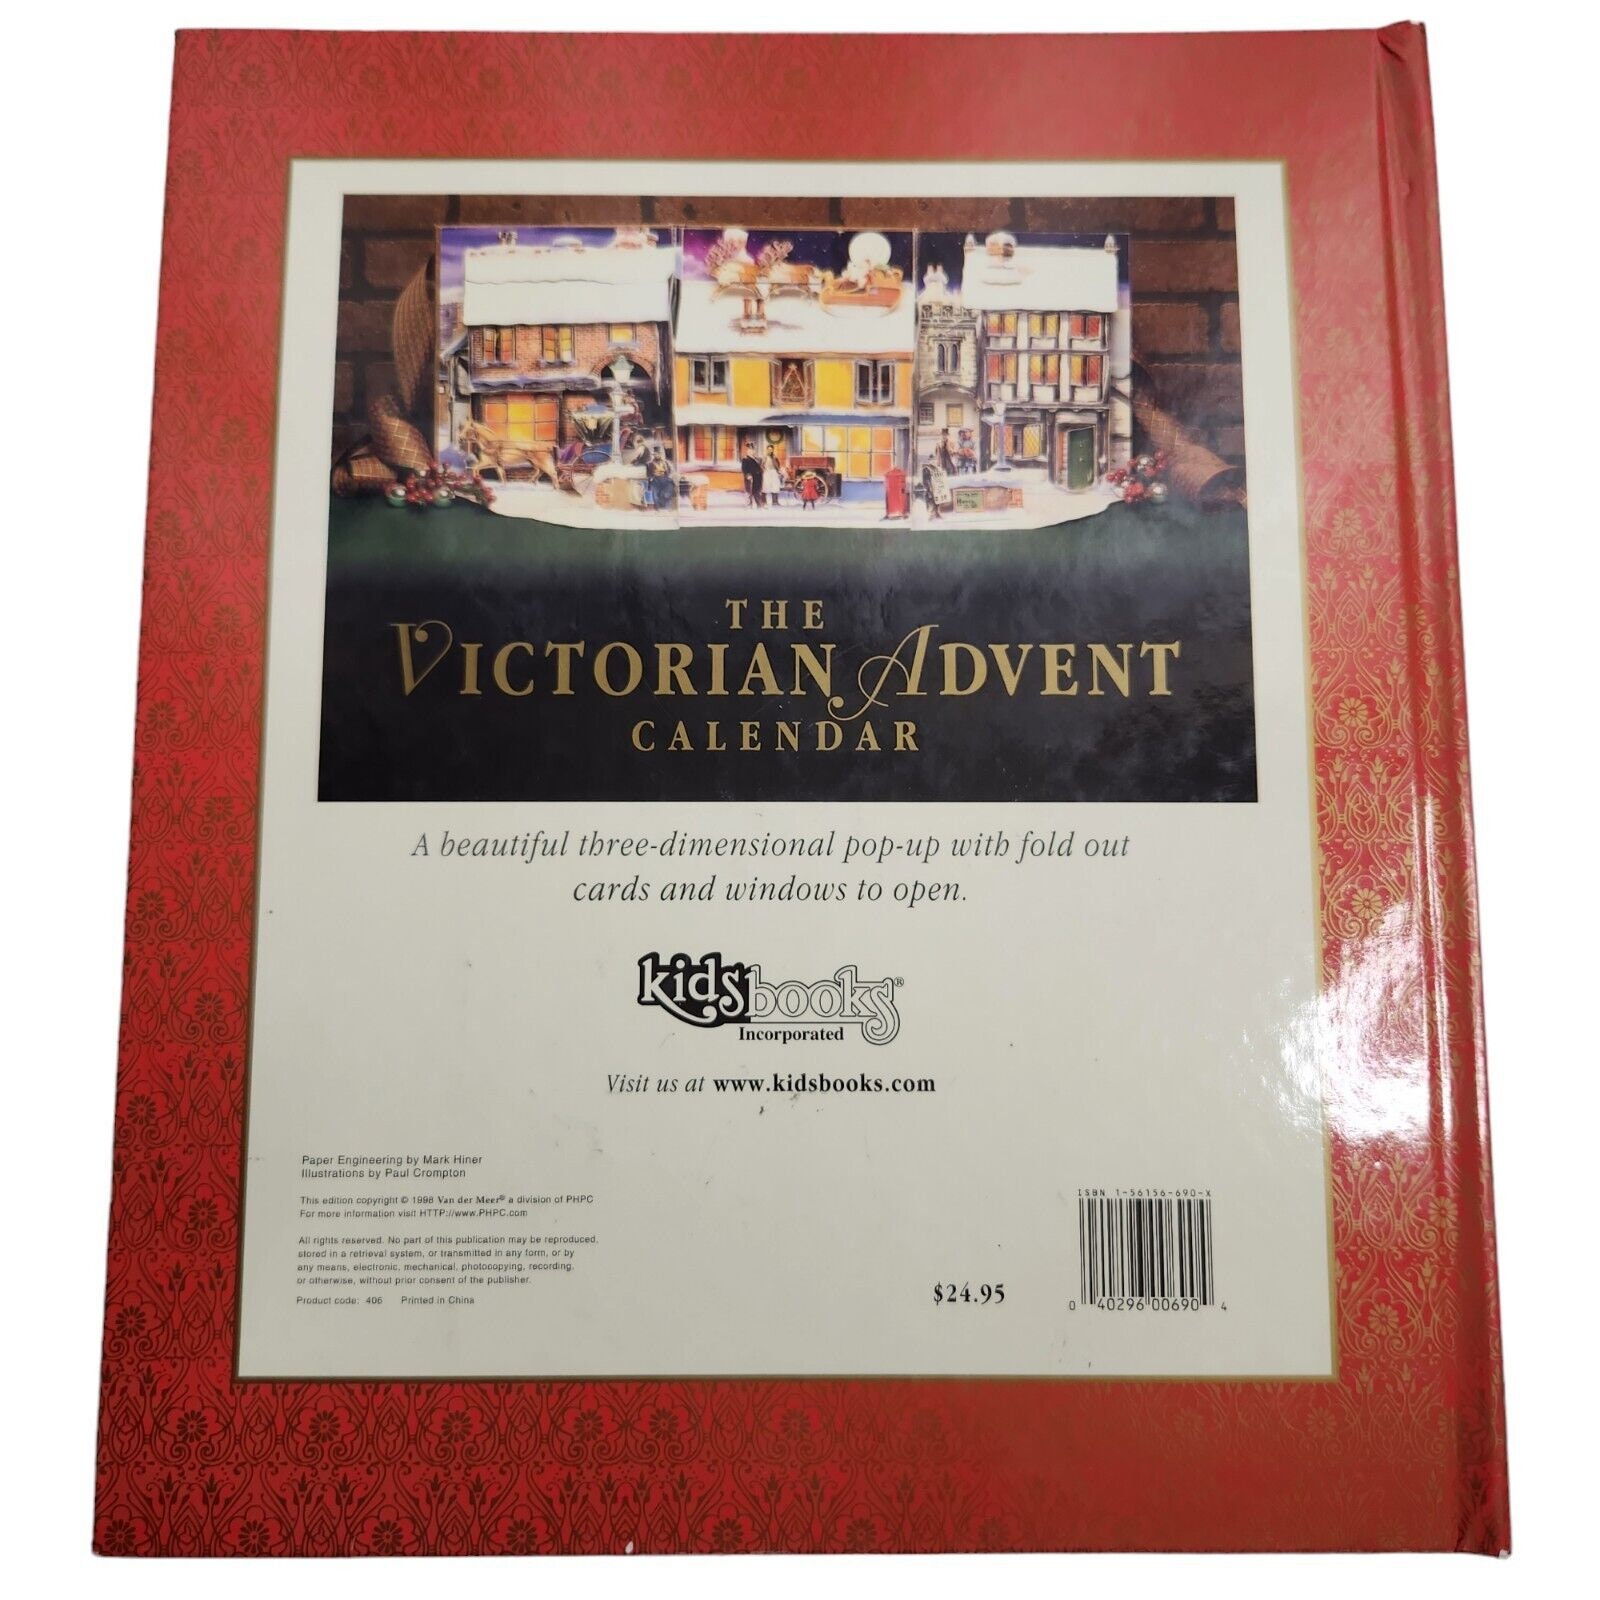 THE
VICTORIAN ADVENT
CALENDAR
A beautiful three-dimensional pop-up with fold out
cards and windows to open.
kidsbooks®
Incorporated
Visit us at www.kidsbooks.com
Paper Engineering by Mark Hiner
Illustrations by Paul Crompton
This edition copyright © 1998 Van der Meer® a division of PHPC
For more information visit HTTP://www.PHPC.com
All rights reserved. No part of this publication may be reproduced,
stored in a retrieval system, or transmitted in any form, or by
any means, electronic, mechanical, photocopying, recording,
or otherwise, without prior consent of the publisher.
Product code: 406 Printed in China
$24.95
ISBN 1-56156-690-X
0 40296 00690 4